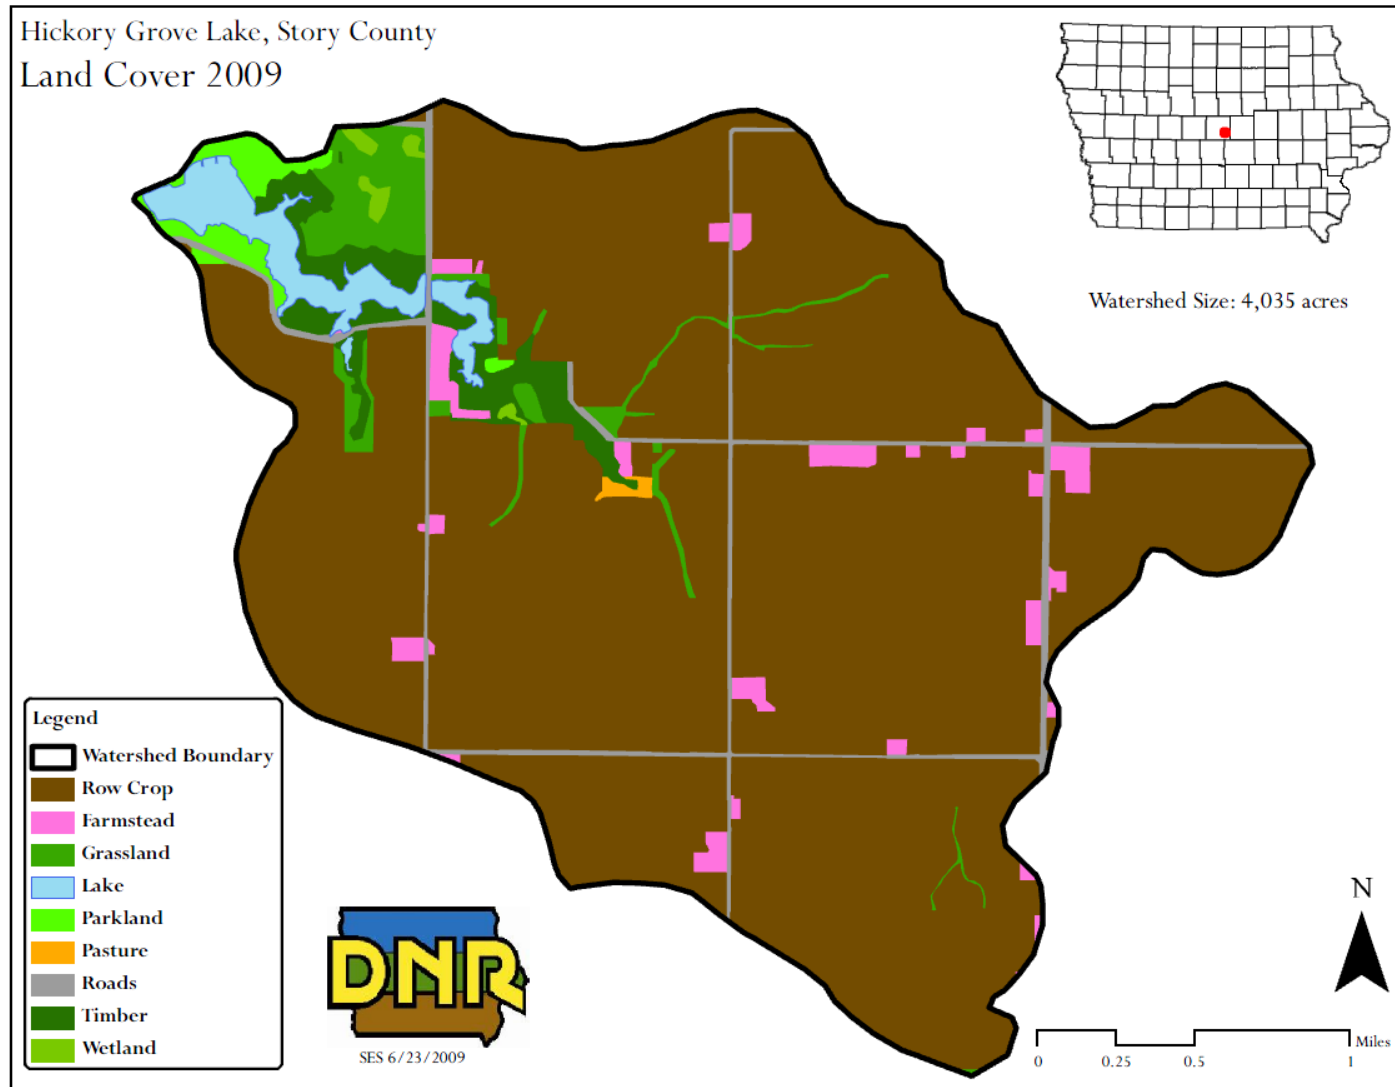 Hickory Grove Lake, Story County
Land Cover 2009
Watershed Size: 4,035 acres
Legend
Watershed Boundary
Row Crop
Farmstead
Grassland
Lake
Parkland
Pasture
Roads
Timber
Wetland
DNR
SES 6/23/2009
N
Miles
0 0.25 0.5 1